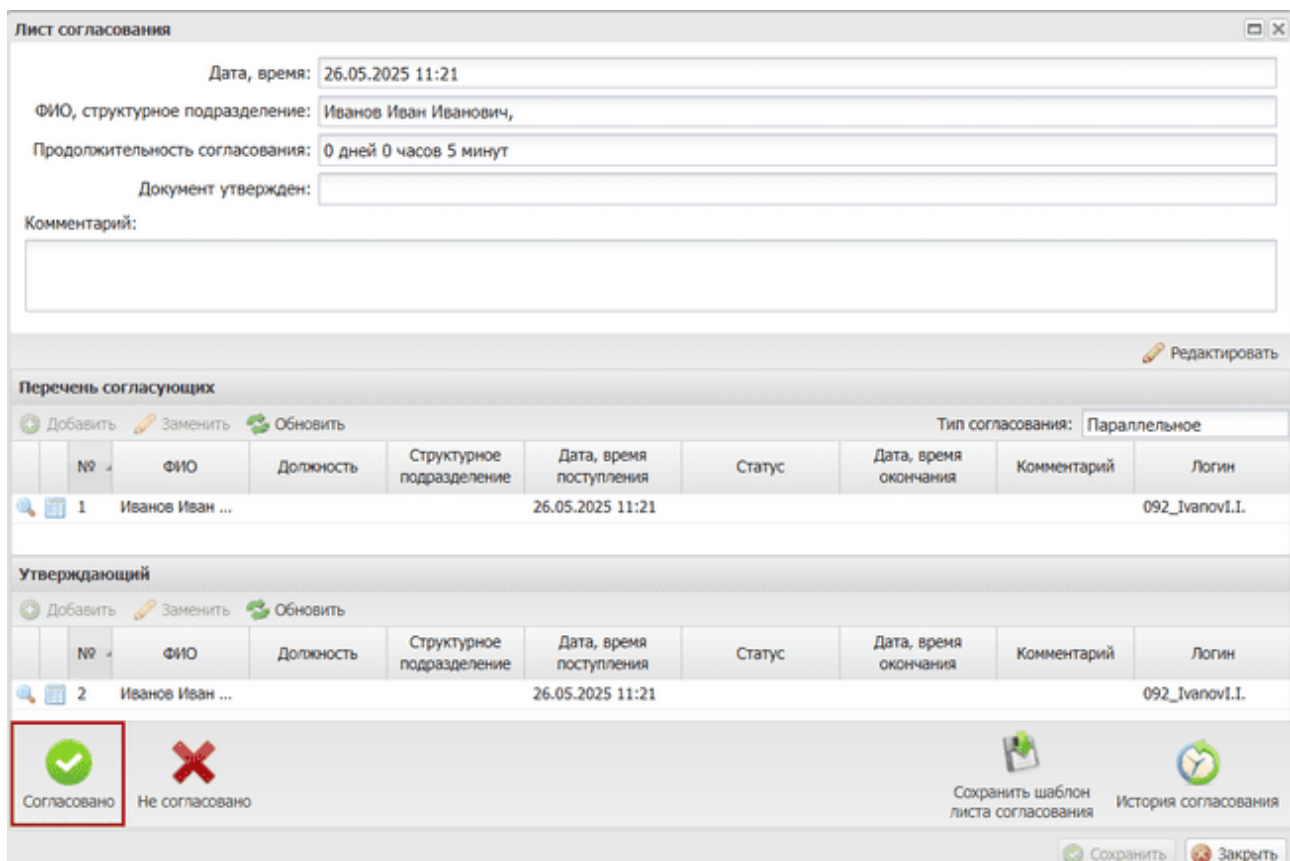 Лист согласования
Дата, время: 26.05.2025 11:21
ФИО, структурное подразделение: Иванов Иван Иванович,
Продолжительность согласования: 0 дней 0 часов 5 минут
Документ утвержден:
Комментарий:
Редактировать
Перечень согласующих
Добавить Заменить Обновить Тип согласования: Параллельное
№ ФИО Должность Структурное подразделение Дата, время поступления Статус Дата, время окончания Комментарий Логин
1 Иванов Иван ... 26.05.2025 11:21 092_IvanovI.I.
Утверждающий
Добавить Заменить Обновить
№ ФИО Должность Структурное подразделение Дата, время поступления Статус Дата, время окончания Комментарий Логин
2 Иванов Иван ... 26.05.2025 11:21 092_IvanovI.I.
Согласовано Не согласовано Сохранить шаблон листа согласования История согласования
Сохранить Закрыть